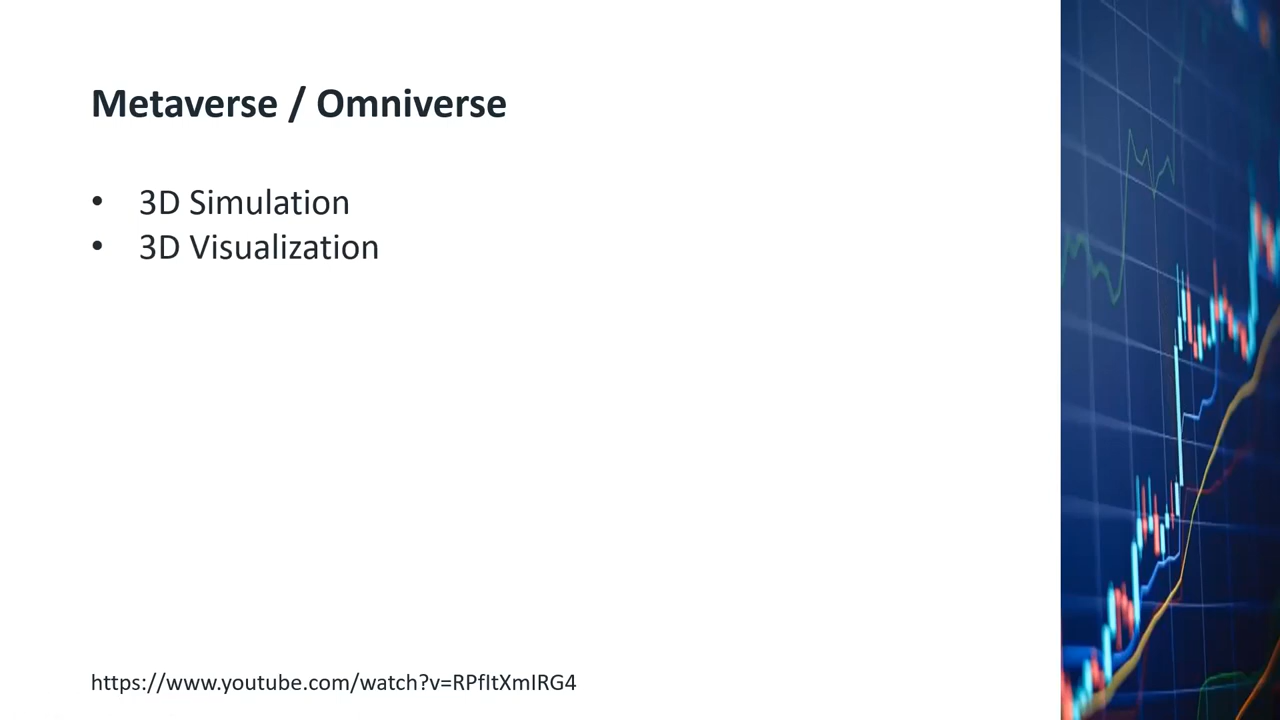 Metaverse / Omniverse
• 3D Simulation
• 3D Visualization
https://www.youtube.com/watch?v=RPfItXmIRG4